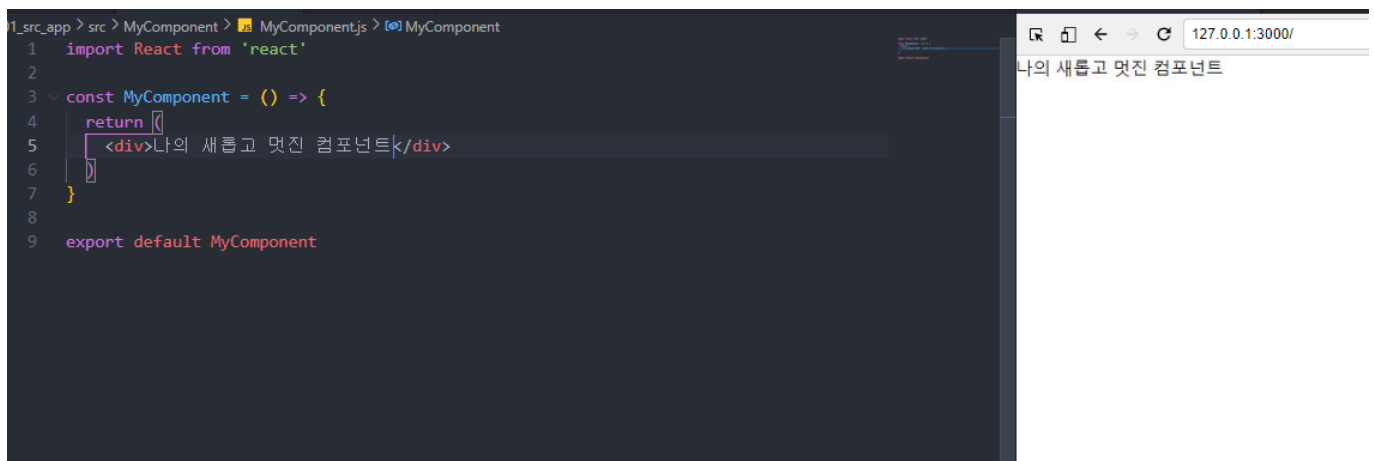 01_src_app > src > MyComponent > JS MyComponent.js > MyComponent
1 import React from 'react'
2
3 const MyComponent = () => {
4 return (
5 <div>나의 새롭고 멋진 컴포넌트</div>
6 )
7 }
8
9 export default MyComponent
127.0.0.1:3000/
나의 새롭고 멋진 컴포넌트